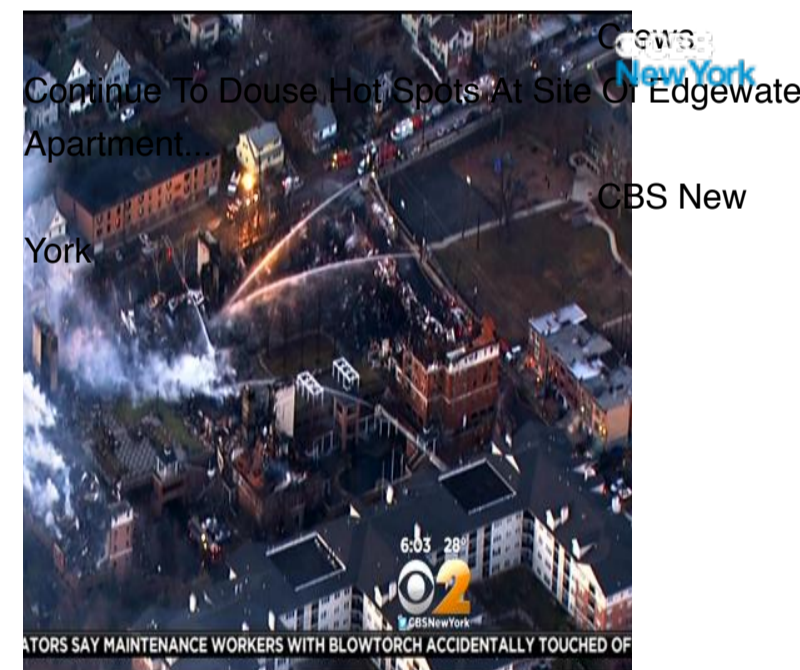 Crews
New York
Continue To Douse Hot Spots At Site Of Edgewate
Apartment...
CBS New
York
6:03 28°
2
CBSNewYork
ATORS SAY MAINTENANCE WORKERS WITH BLOWTORCH ACCIDENTALLY TOUCHED OF